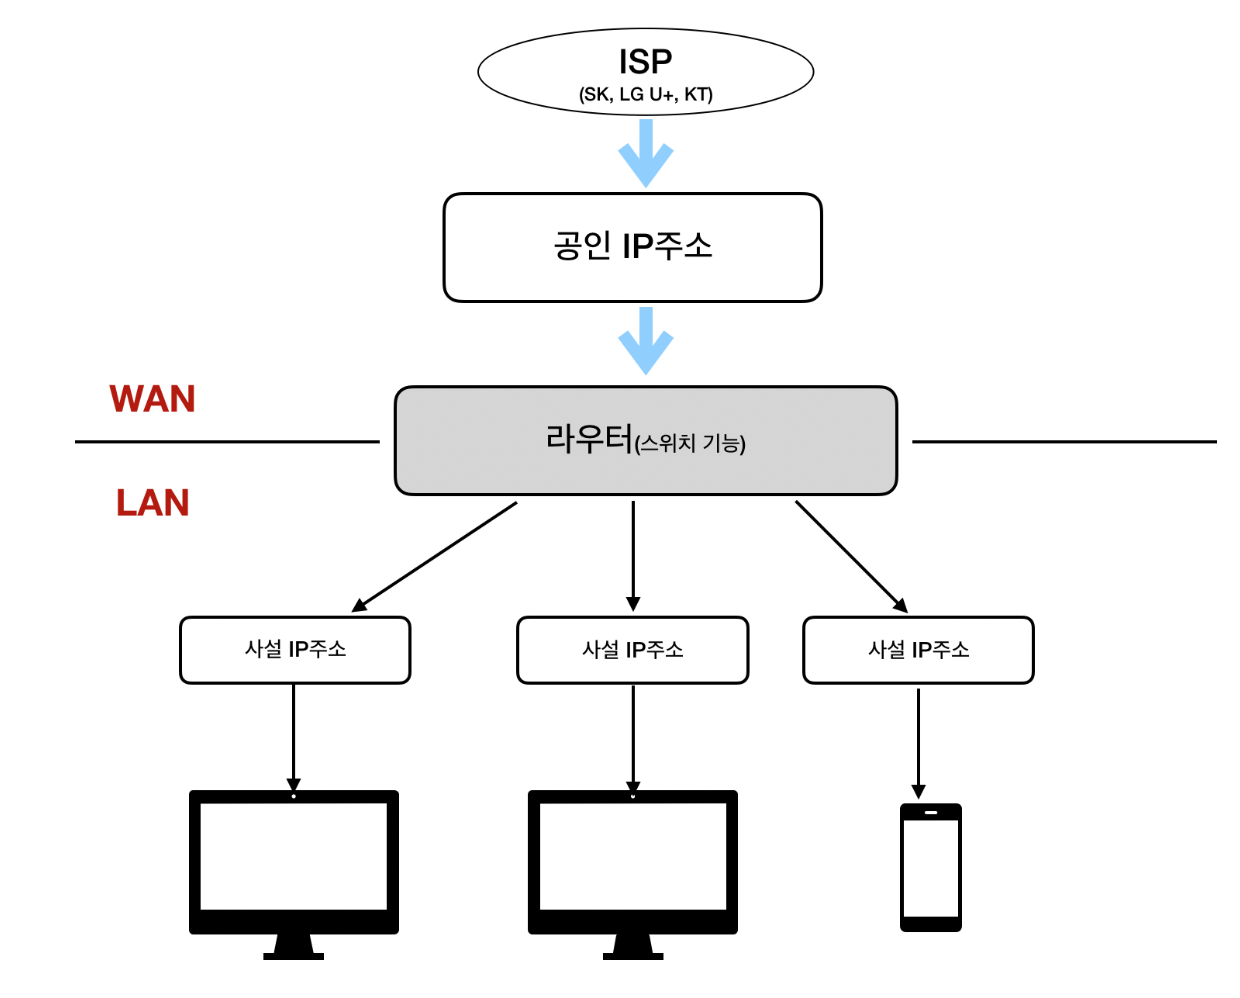 ISP
(SK, LG U+, KT)
공인 IP주소
WAN
라우터(스위치 기능)
LAN
사설 IP주소
사설 IP주소
사설 IP주소